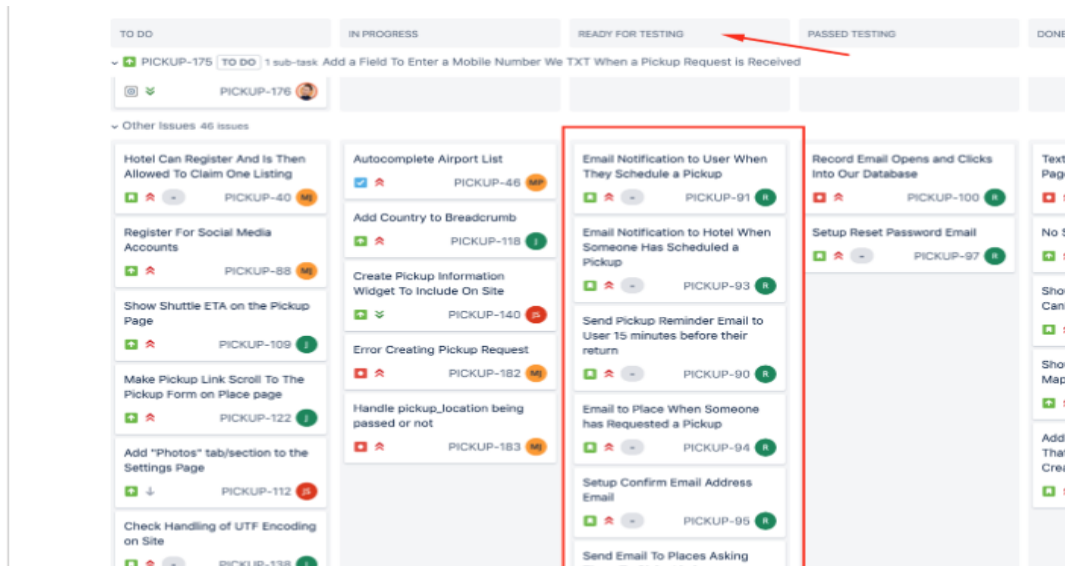 TO DO
IN PROGRESS
READY FOR TESTING
PASSED TESTING
PICKUP-175 TO DO 1 sub-task Add a Field To Enter a Mobile Number We TXT When a Pickup Request is Received
PICKUP-176
Other Issues 46 issues
Hotel Can Register And Is Then
Allowed To Claim One Listing
PICKUP-40 MJ
Register For Social Media
Accounts
PICKUP-88 MJ
Show Shuttle ETA on the Pickup
Page
PICKUP-109 J
Make Pickup Link Scroll To The
Pickup Form on Place page
PICKUP-122 J
Add "Photos" tab/section to the
Settings Page
PICKUP-112 JS
Check Handling of UTF Encoding
on Site
PICKUP-138 J
Autocomplete Airport List
PICKUP-46 MP
Add Country to Breadcrumb
PICKUP-118 J
Create Pickup Information
Widget To Include On Site
PICKUP-140 JS
Error Creating Pickup Request
PICKUP-182 MJ
Handle pickup_location being
passed or not
PICKUP-183 MJ
Email Notification to User When
They Schedule a Pickup
- PICKUP-91 R
Email Notification to Hotel When
Someone Has Scheduled a
Pickup
- PICKUP-93 R
Send Pickup Reminder Email to
User 15 minutes before their
return
- PICKUP-90 R
Email to Place When Someone
has Requested a Pickup
- PICKUP-94 R
Setup Confirm Email Address
Email
- PICKUP-95 R
Send Email To Places Asking
Record Email Opens and Clicks
Into Our Database
PICKUP-100 R
Setup Reset Password Email
- PICKUP-97 R